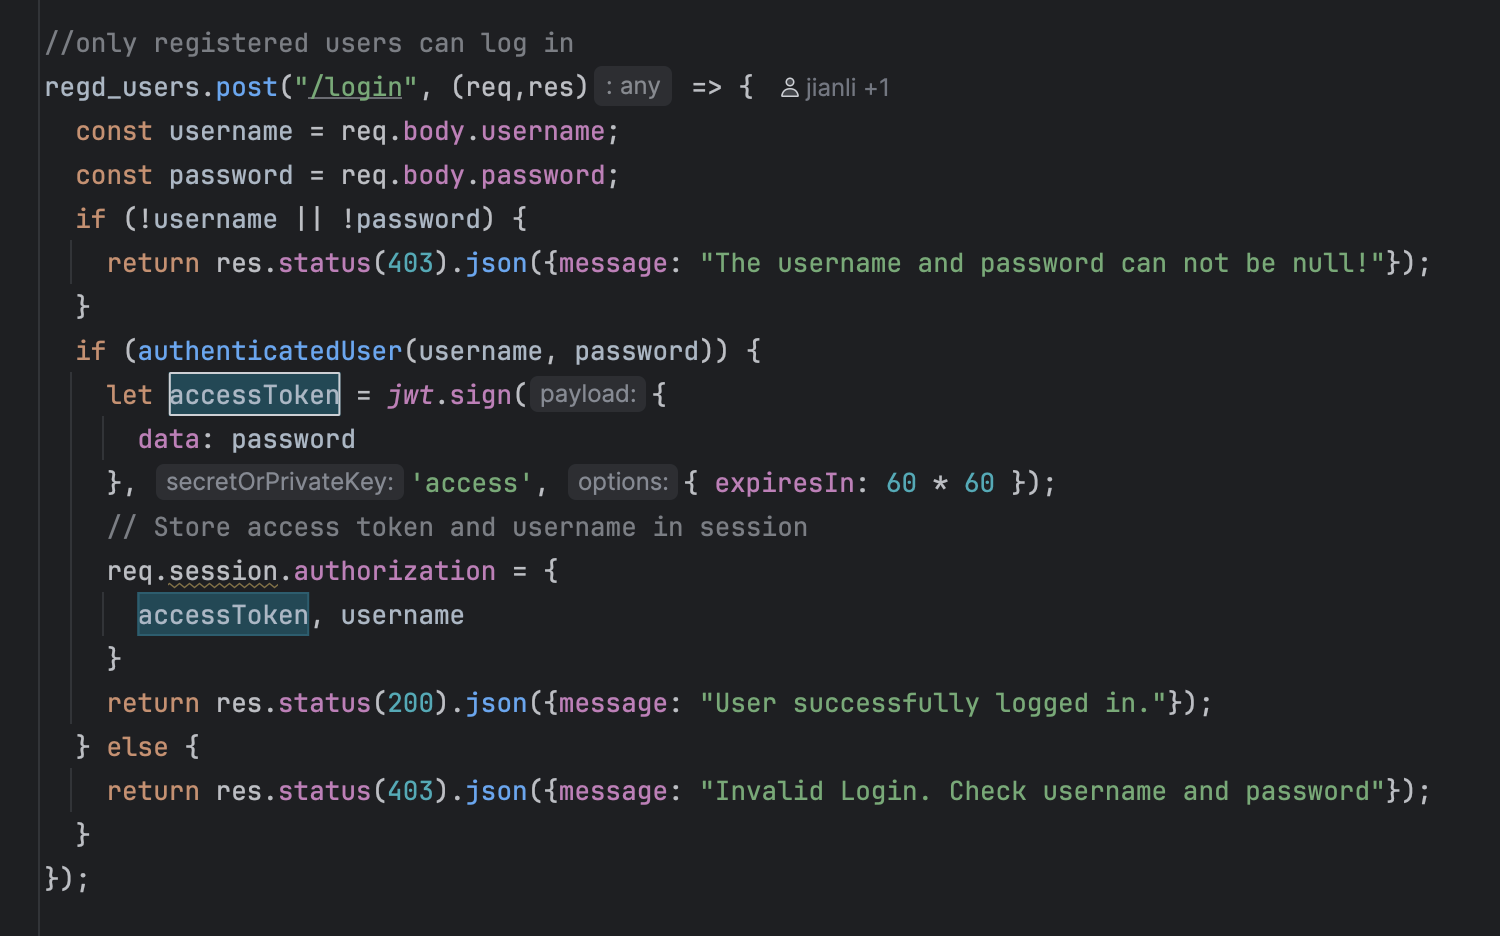 //only registered users can log in
regd_users.post("/login", (req,res) : any => { jianli +1
  const username = req.body.username;
  const password = req.body.password;
  if (!username || !password) {
    return res.status(403).json({message: "The username and password can not be null!"});
  }
  if (authenticatedUser(username, password)) {
    let accessToken = jwt.sign( payload: {
      data: password
    }, secretOrPrivateKey: 'access', options: { expiresIn: 60 * 60 });
    // Store access token and username in session
    req.session.authorization = {
      accessToken, username
    }
    return res.status(200).json({message: "User successfully logged in."});
  } else {
    return res.status(403).json({message: "Invalid Login. Check username and password"});
  }
});